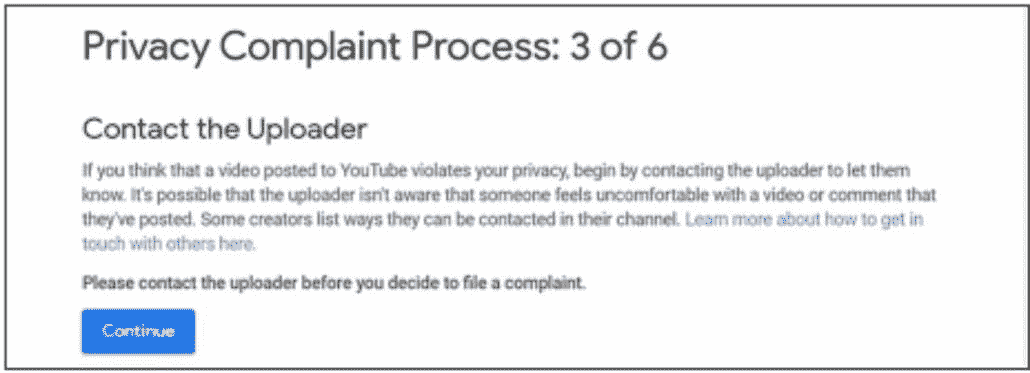 Privacy Complaint Process: 3 of 6
Contact the Uploader
If you think that a video posted to YouTube violates your privacy, begin by contacting the uploader to let them
know. It's possible that the uploader isn't aware that someone feels uncomfortable with a video or comment that
they've posted. Some creators list ways they can be contacted in their channel. Learn more about how to get in
touch with others here.
Please contact the uploader before you decide to file a complaint.
Continue